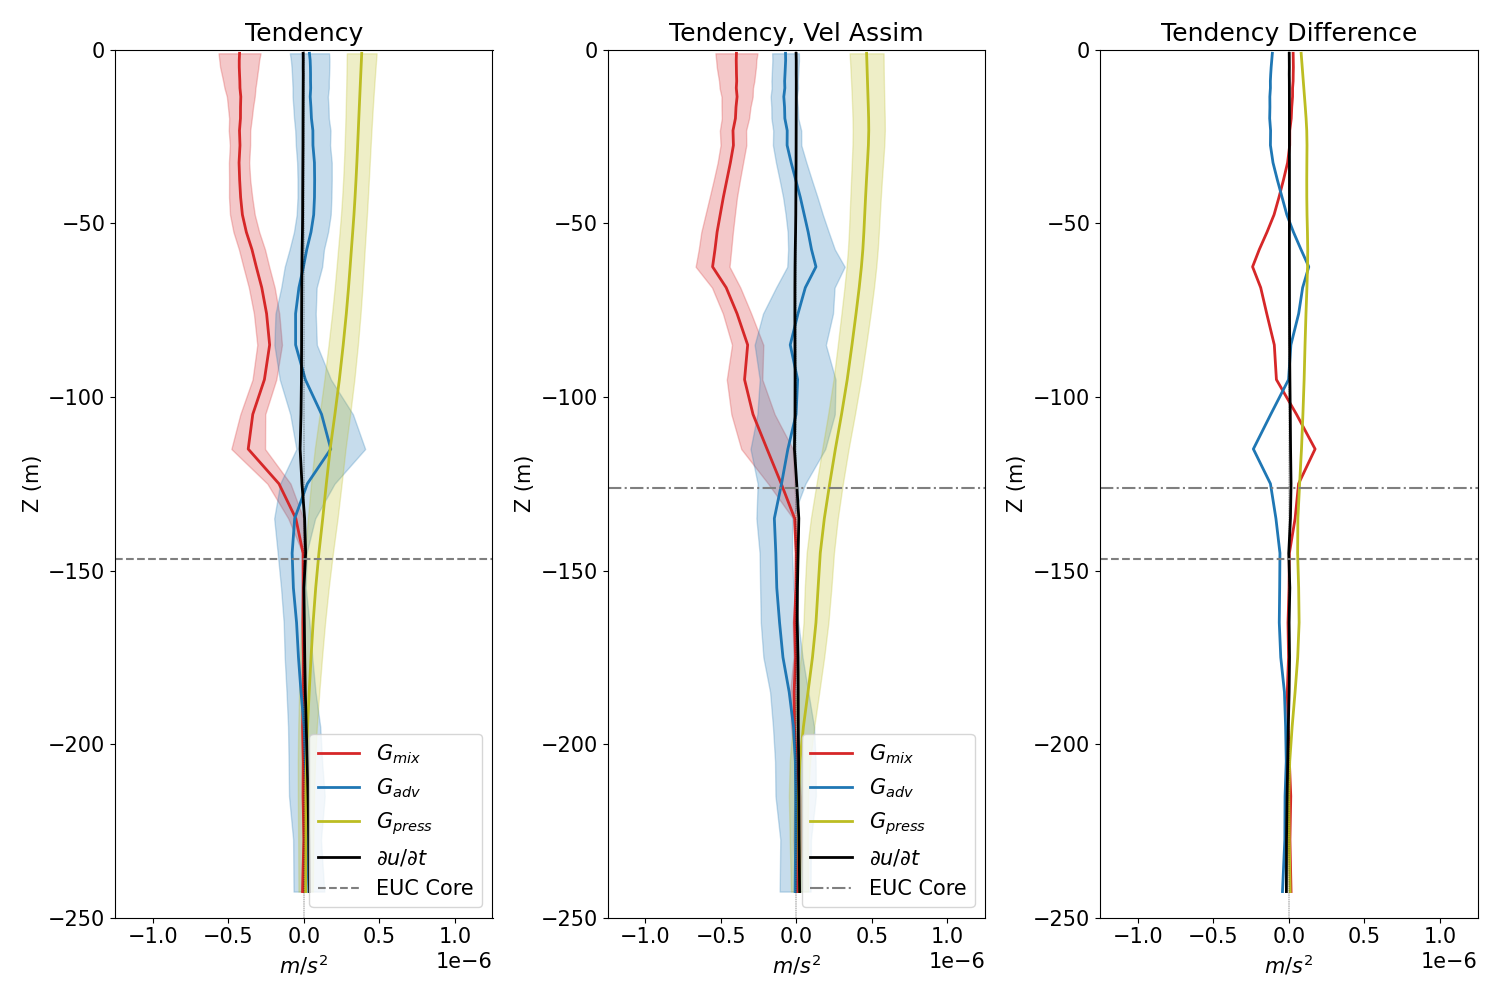 Tendency
Tendency, Vel Assim
Tendency Difference
0
−50
−100
−150
−200
−250
Z (m)
−1.0 −0.5 0.0 0.5 1.0
1e−6
m/s²
G_mix
G_adv
G_press
∂u/∂t
EUC Core
0
−50
−100
−150
−200
−250
Z (m)
−1.0 −0.5 0.0 0.5 1.0
1e−6
m/s²
G_mix
G_adv
G_press
∂u/∂t
EUC Core
0
−50
−100
−150
−200
−250
Z (m)
−1.0 −0.5 0.0 0.5 1.0
1e−6
m/s²